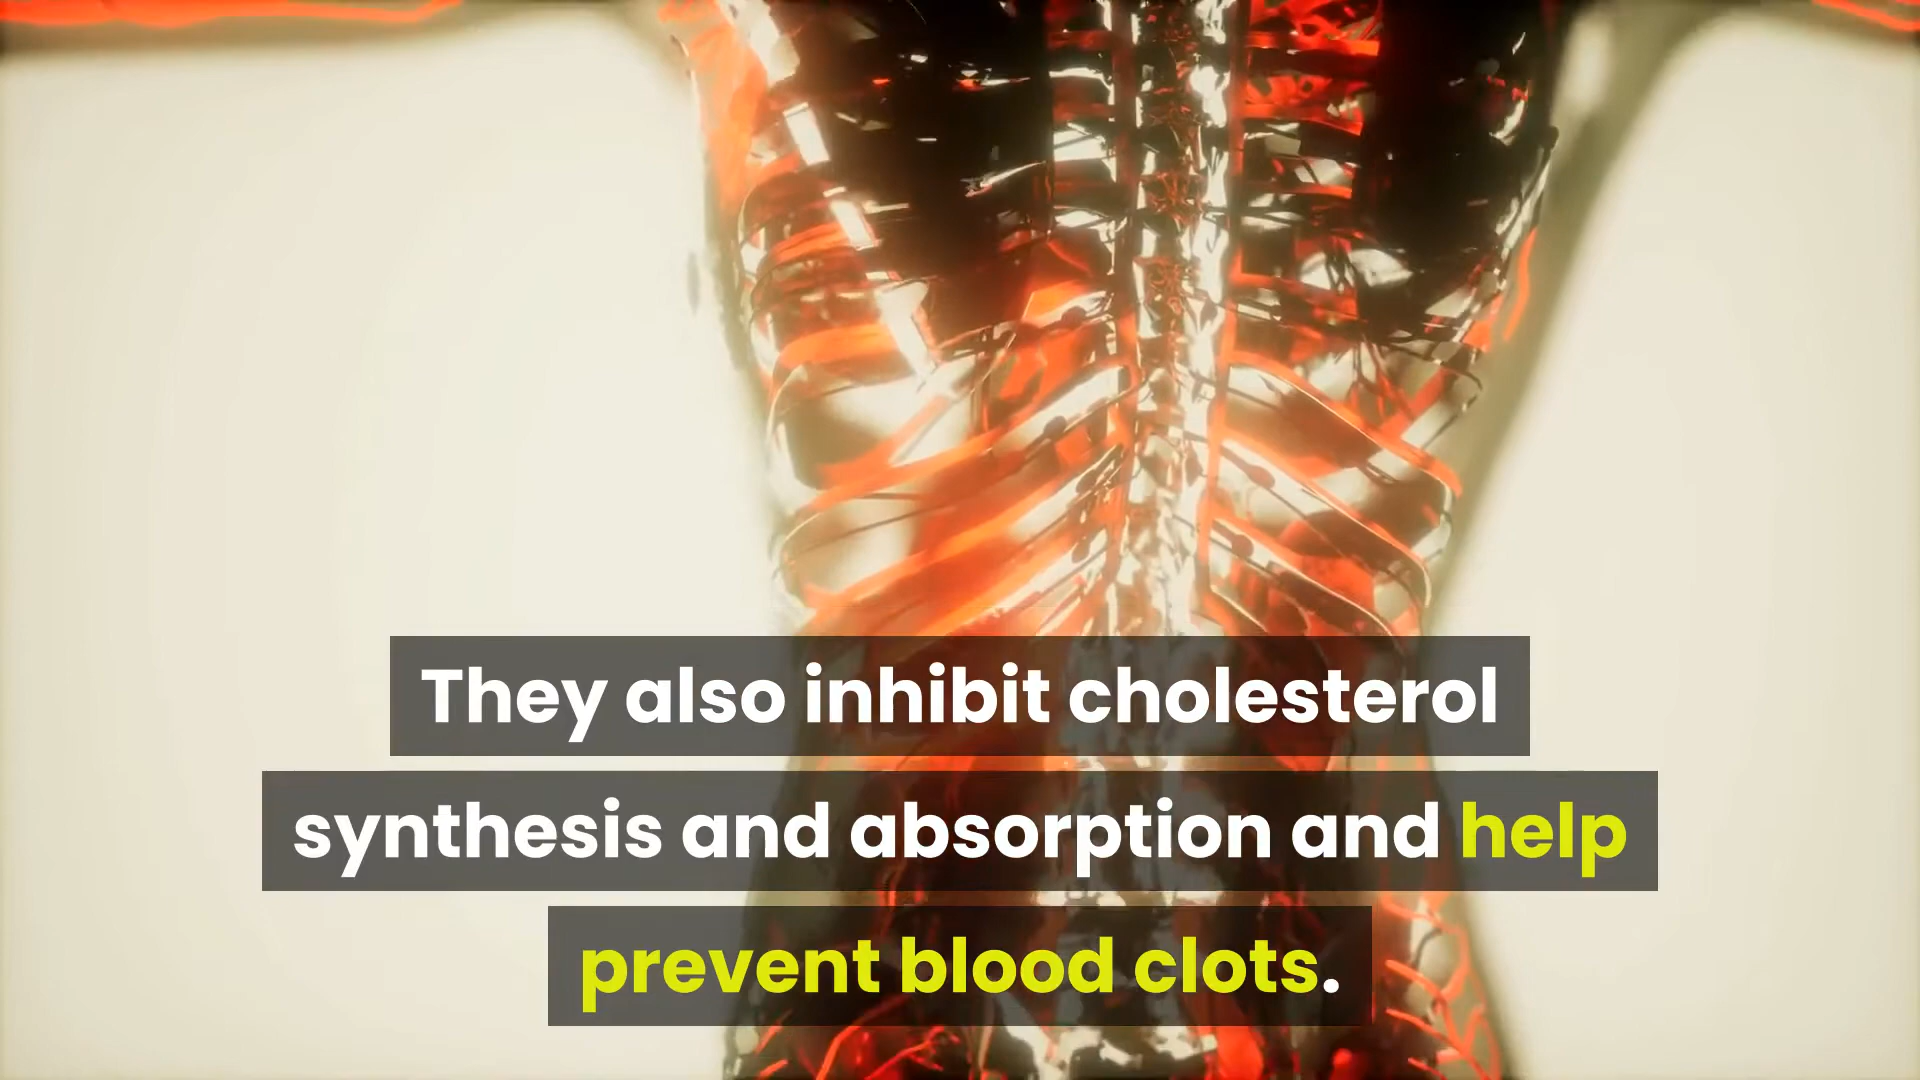 They also inhibit cholesterol
synthesis and absorption and help
prevent blood clots.